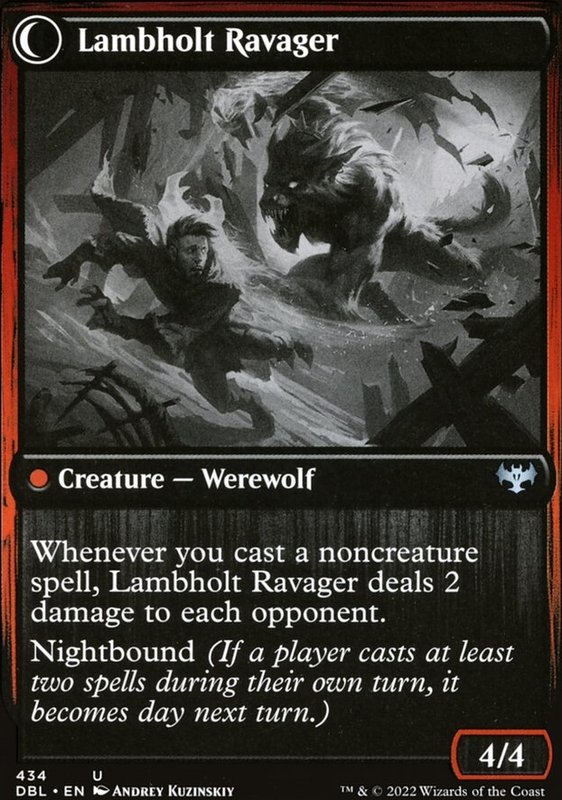 Lambholt Ravager
Creature — Werewolf
Whenever you cast a noncreature
spell, Lambholt Ravager deals 2
damage to each opponent.
Nightbound (If a player casts at least
two spells during their own turn, it
becomes day next turn.)
4/4
434 U
DBL • EN ANDREY KUZINSKIY
™ & © 2022 Wizards of the Coast